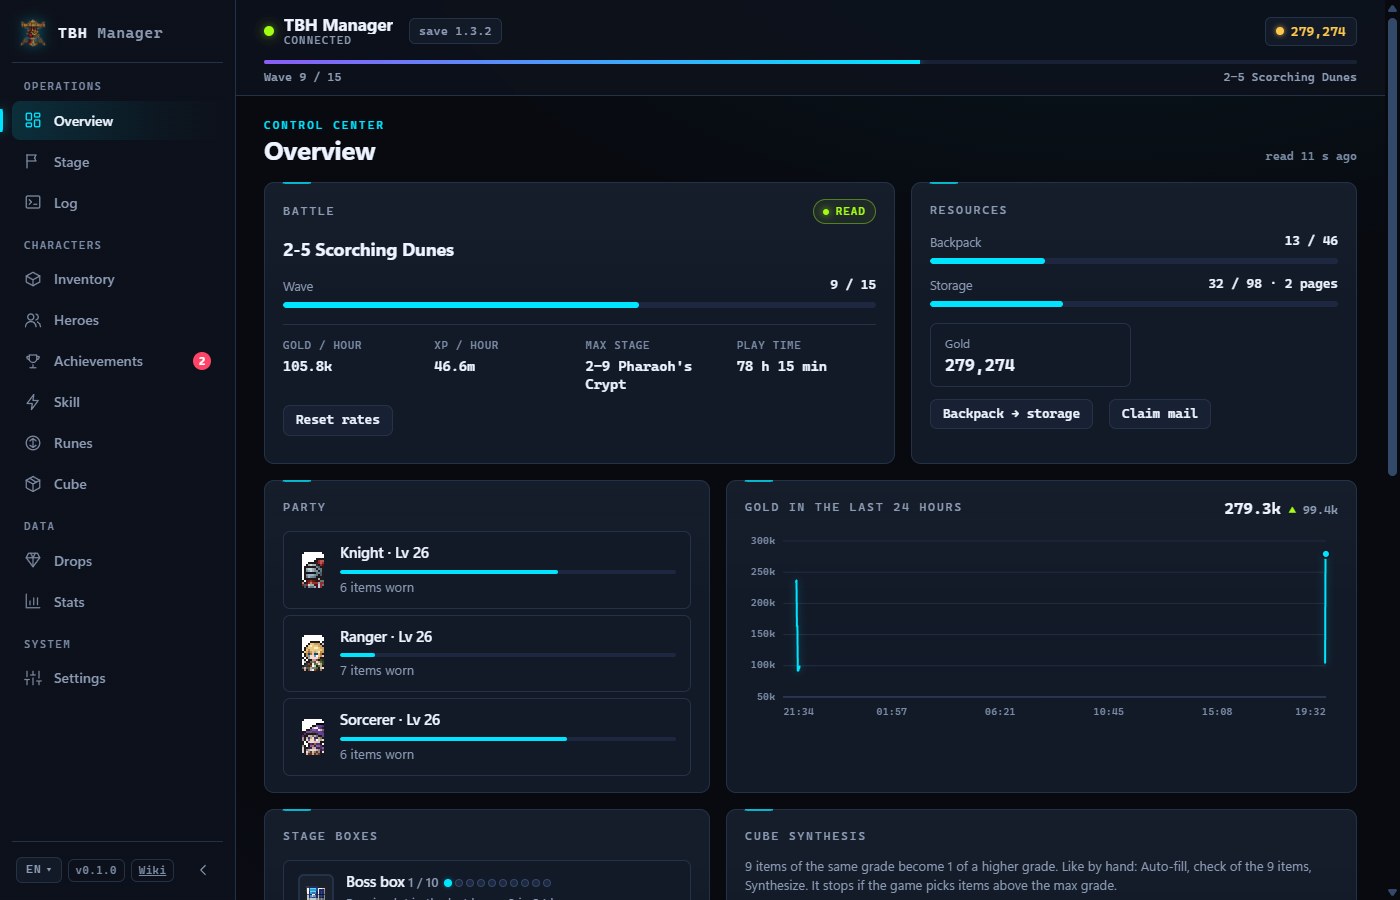 TBH Manager
OPERATIONS
Overview
Stage
Log
CHARACTERS
Inventory
Heroes
Achievements 2
Skill
Runes
Cube
DATA
Drops
Stats
SYSTEM
Settings
EN v0.1.0 Wiki
TBH Manager
CONNECTED
save 1.3.2
279,274
Wave 9 / 15
2-5 Scorching Dunes
CONTROL CENTER
Overview
read 11 s ago
BATTLE
READ
2-5 Scorching Dunes
Wave 9 / 15
GOLD / HOUR
105.8k
XP / HOUR
46.6m
MAX STAGE
2-9 Pharaoh's
Crypt
PLAY TIME
78 h 15 min
Reset rates
RESOURCES
Backpack 13 / 46
Storage 32 / 98 · 2 pages
Gold
279,274
Backpack → storage
Claim mail
PARTY
Knight · Lv 26
6 items worn
Ranger · Lv 26
7 items worn
Sorcerer · Lv 26
6 items worn
GOLD IN THE LAST 24 HOURS
279.3k ▲ 99.4k
300k
250k
200k
150k
100k
50k
21:34 01:57 06:21 10:45 15:08 19:32
STAGE BOXES
Boss box 1 / 10
CUBE SYNTHESIS
9 items of the same grade become 1 of a higher grade. Like by hand: Auto-fill, check of the 9 items,
Synthesize. It stops if the game picks items above the max grade.